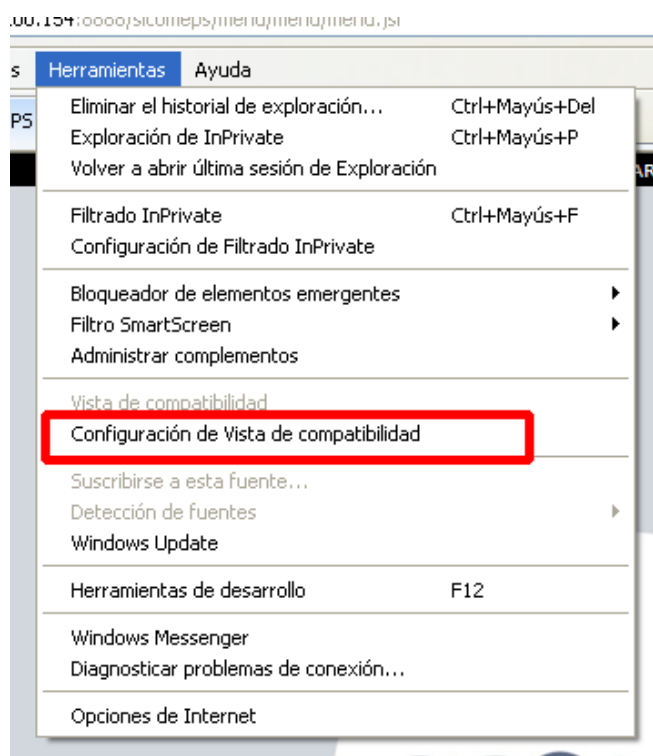 Herramientas Ayuda
PS
Eliminar el historial de exploración... Ctrl+Mayús+Del
Exploración de InPrivate Ctrl+Mayús+P
Volver a abrir última sesión de Exploración
Filtrado InPrivate Ctrl+Mayús+F
Configuración de Filtrado InPrivate
Bloqueador de elementos emergentes
Filtro SmartScreen
Administrar complementos
Vista de compatibilidad
Configuración de Vista de compatibilidad
Suscribirse a esta fuente...
Detección de fuentes
Windows Update
Herramientas de desarrollo F12
Windows Messenger
Diagnosticar problemas de conexión...
Opciones de Internet